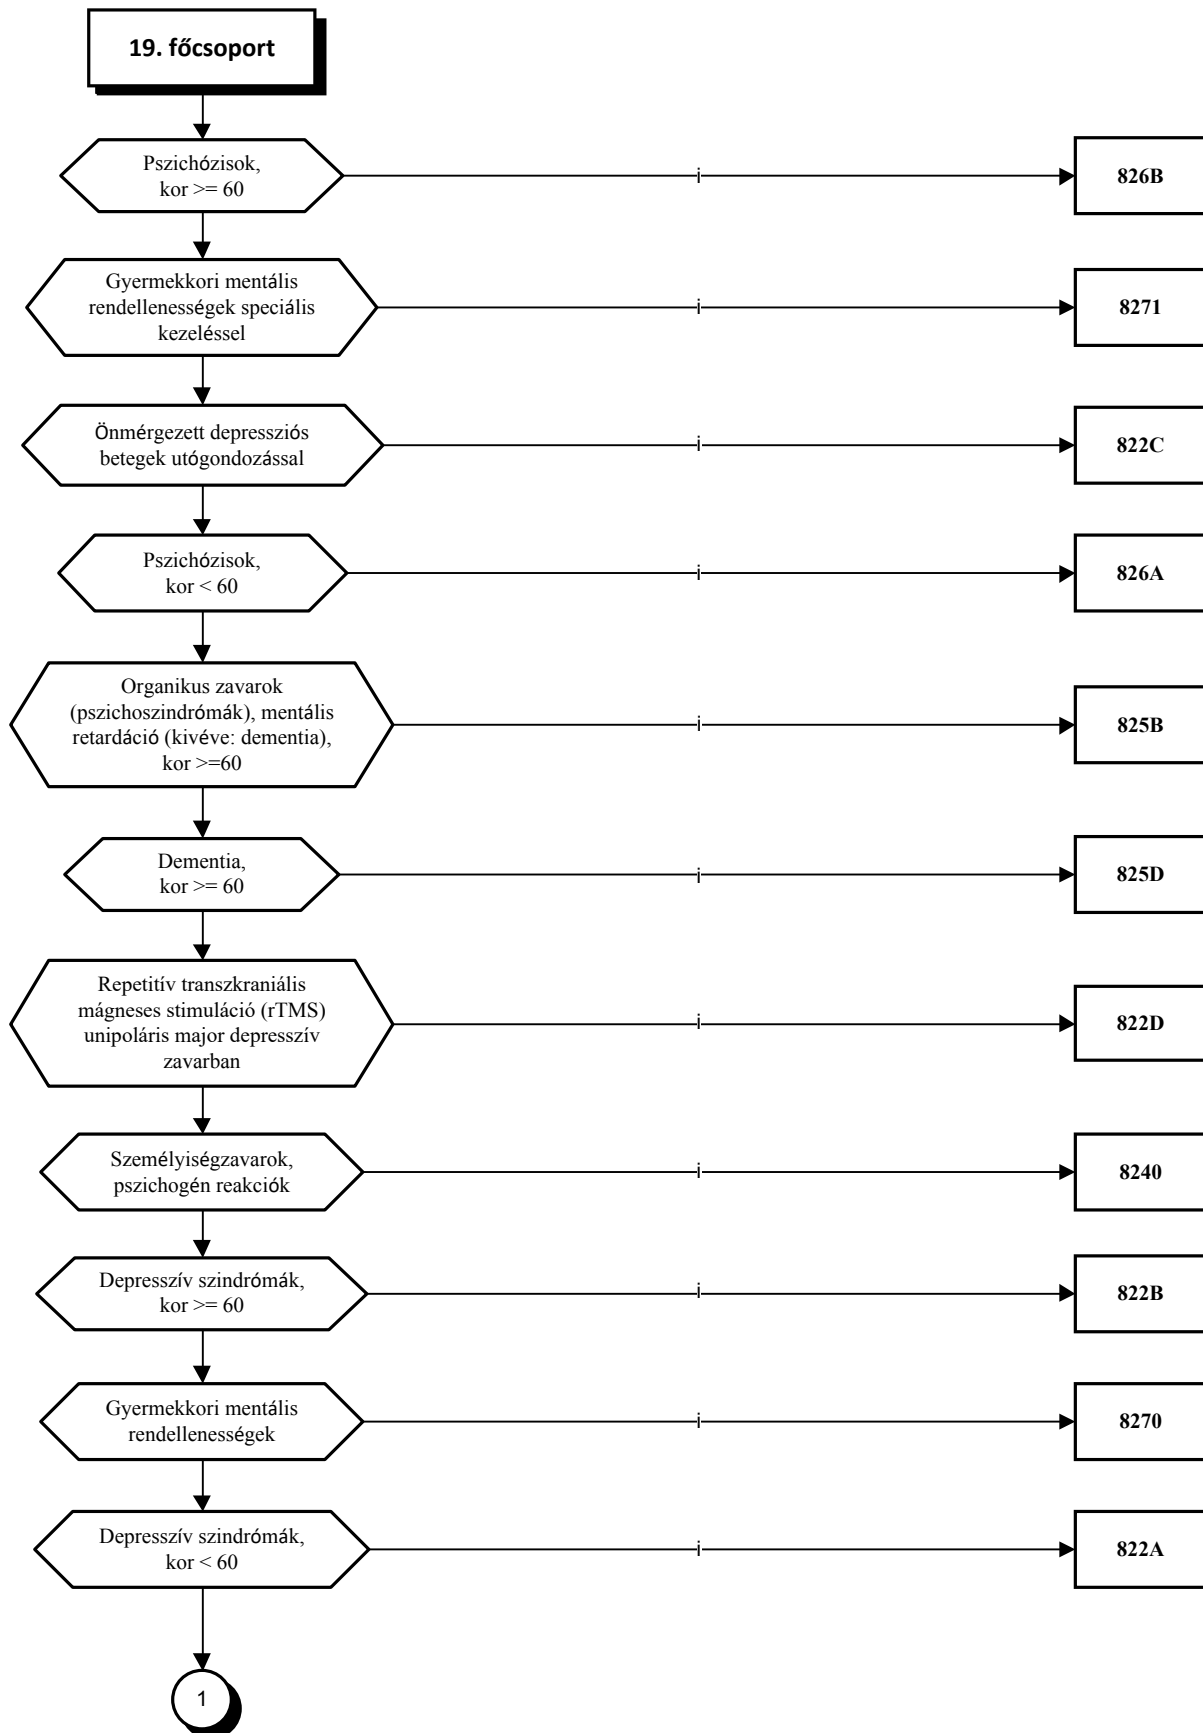 19. főcsoport
Pszichózisok,
kor >= 60
i
826B
Gyermekkori mentális
rendellenességek speciális
kezeléssel
i
8271
Önmérgezett depressziós
betegek utógondozással
i
822C
Pszichózisok,
kor < 60
i
826A
Organikus zavarok
(pszichoszindrómák), mentális
retardáció (kivéve: dementia),
kor >=60
i
825B
Dementia,
kor >= 60
i
825D
Repetitív transzkraniális
mágneses stimuláció (rTMS)
unipoláris major depresszív
zavarban
i
822D
Személyiségzavarok,
pszichogén reakciók
i
8240
Depresszív szindrómák,
kor >= 60
i
822B
Gyermekkori mentális
rendellenességek
i
8270
Depresszív szindrómák,
kor < 60
i
822A
1